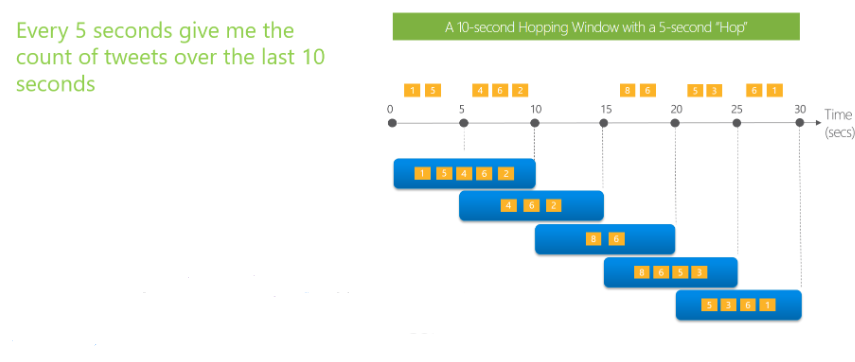 Every 5 seconds give me the
count of tweets over the last 10
seconds
A 10-second Hopping Window with a 5-second "Hop"
1 5 4 6 2 8 6 5 3 6 1
0 5 10 15 20 25 30
Time
(secs)
1 5 4 6 2
4 6 2
8 6
8 6 5 3
5 3 6 1